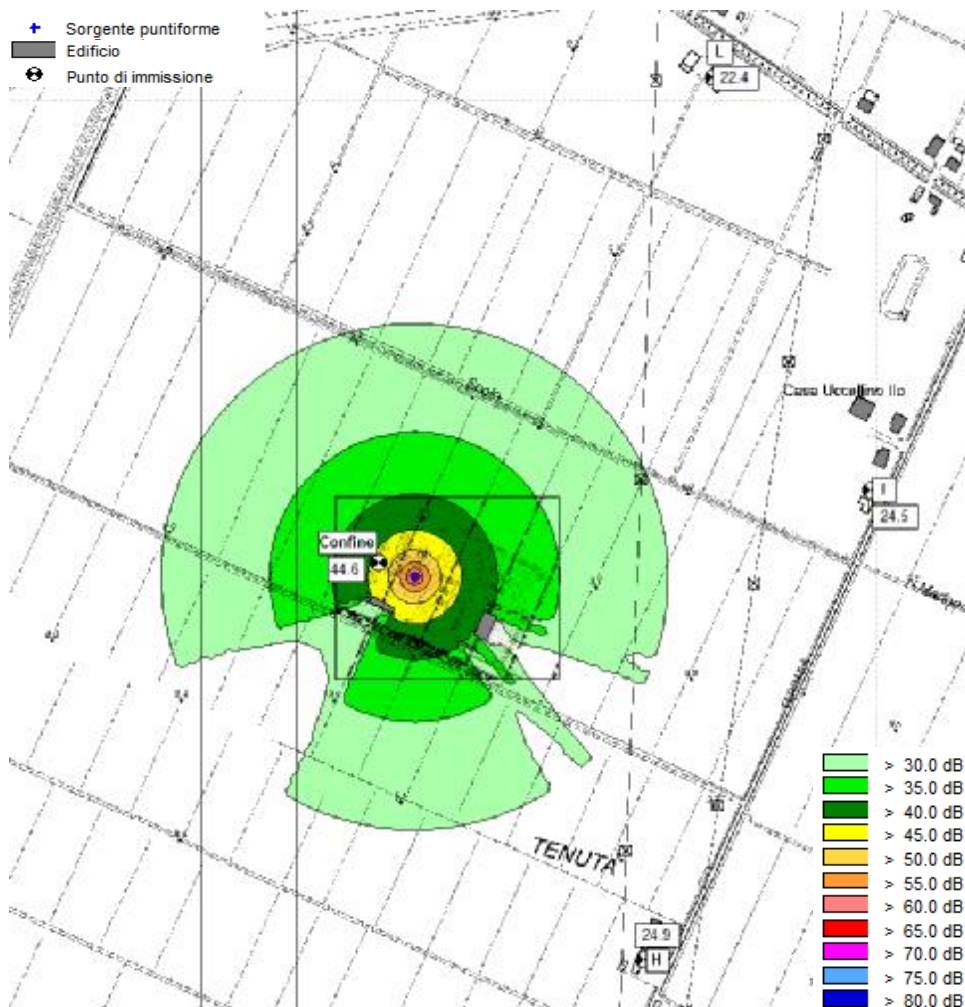 Sorgente puntiforme
Edificio
Punto di immissione
L
22.4
Casa Uccellino IIo
Scolo
I
24.5
Confine
44.6
TENUTA
24.9
H
> 30.0 dB
> 35.0 dB
> 40.0 dB
> 45.0 dB
> 50.0 dB
> 55.0 dB
> 60.0 dB
> 65.0 dB
> 70.0 dB
> 75.0 dB
> 80.0 dB